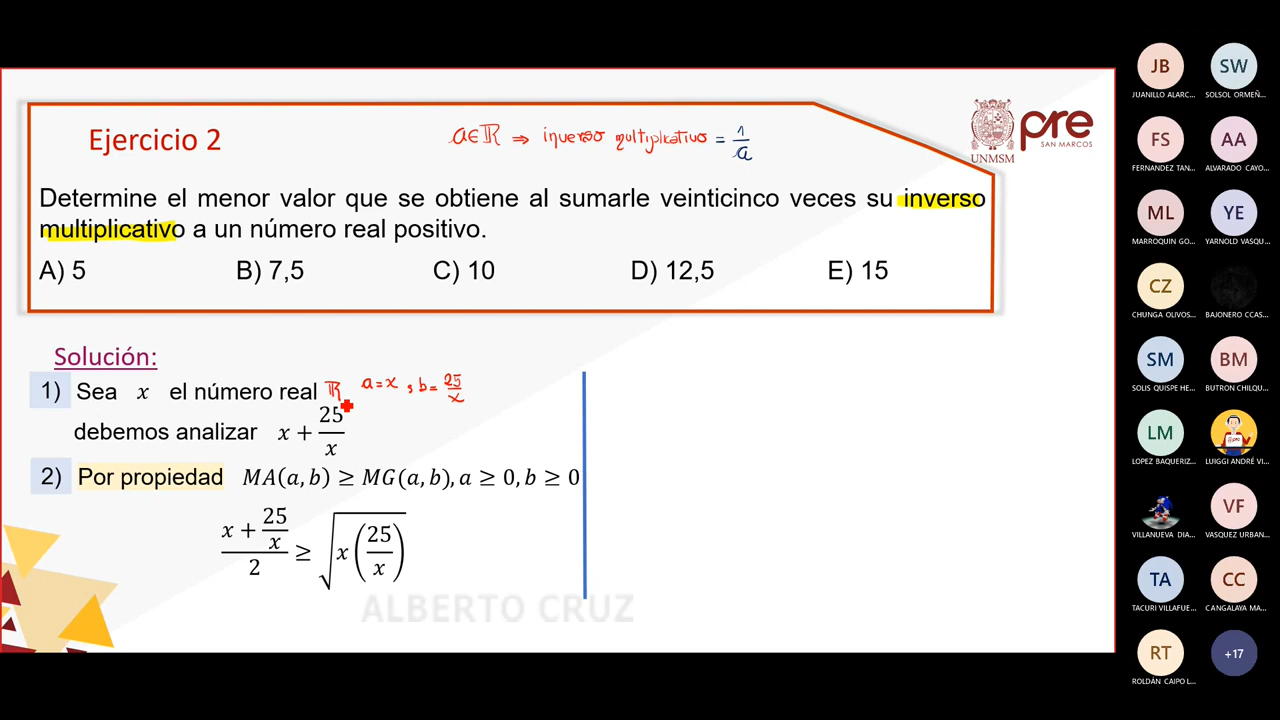 Ejercicio 2
a∈ℝ ⇒ inverso multiplicativo = 1/a
UNMSM
pre
SAN MARCOS
Determine el menor valor que se obtiene al sumarle veinticinco veces su inverso
multiplicativo a un número real positivo.
A) 5 B) 7,5 C) 10 D) 12,5 E) 15
Solución:
1) Sea x el número real ℝ a=x , b=25/x
debemos analizar x + 25/x
2) Por propiedad MA(a, b) ≥ MG(a, b), a ≥ 0, b ≥ 0
(x + 25/x)/2 ≥ √(x(25/x))
ALBERTO CRUZ
JB SW
JUANILLO ALARC... SOLSOL ORMEÑ...
FS AA
FERNANDEZ TAN... ALVARADO CAYO...
ML YE
MARROQUIN GO... YARNOLD VASQU...
CZ
CHUNGA OLIVOS... BAJONERO CCAS...
SM BM
SOLIS QUISPE HE... BUTRON CHILQU...
LM
LOPEZ BAQUERIZ... LUIGGI ANDRÉ VI...
VF
VILLANUEVA DIA... VASQUEZ URBAN...
TA CC
TACURI VILLAFUE... CANGALAYA MA...
RT +17
ROLDÁN CAIPO L...